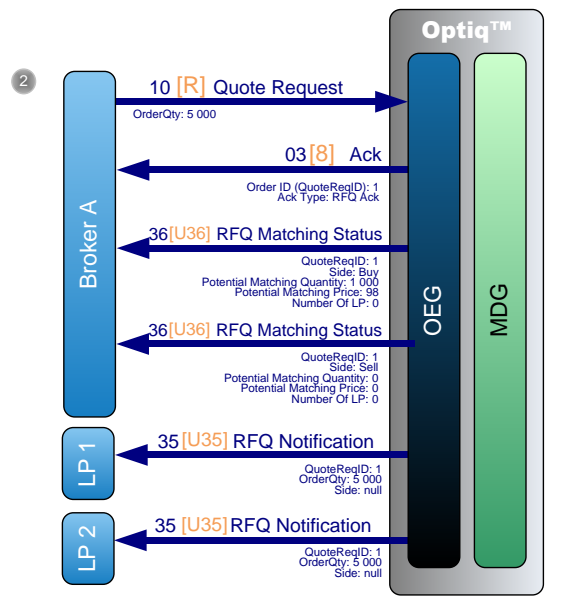 Optiq™
2
10 [R] Quote Request
OrderQty: 5 000
03[8] Ack
Order ID (QuoteReqID): 1
Ack Type: RFQ Ack
Broker A
36[U36] RFQ Matching Status
QuoteReqID: 1
Side: Buy
Potential Matching Quantity: 1 000
Potential Matching Price: 98
Number Of LP: 0
OEG
MDG
36[U36] RFQ Matching Status
QuoteReqID: 1
Side: Sell
Potential Matching Quantity: 0
Potential Matching Price: 0
Number Of LP: 0
LP 1
35[U35] RFQ Notification
QuoteReqID: 1
OrderQty: 5 000
Side: null
LP 2
35 [U35] RFQ Notification
QuoteReqID: 1
OrderQty: 5 000
Side: null